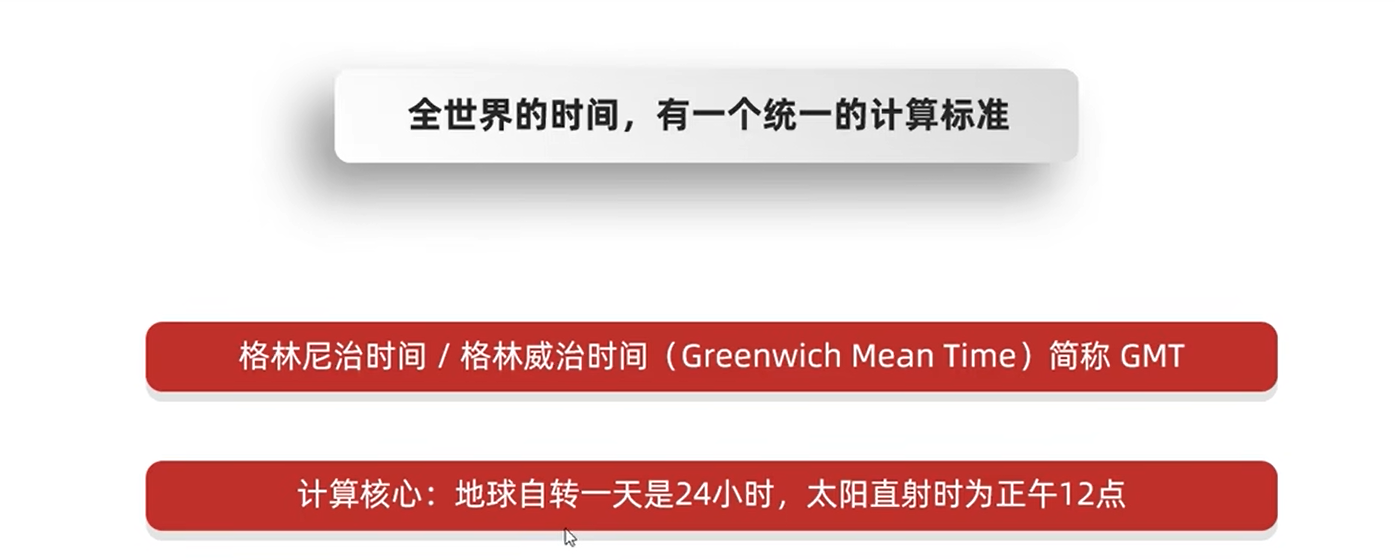 全世界的时间，有一个统一的计算标准
格林尼治时间 / 格林威治时间（Greenwich Mean Time）简称 GMT
计算核心：地球自转一天是24小时，太阳直射时为正午12点